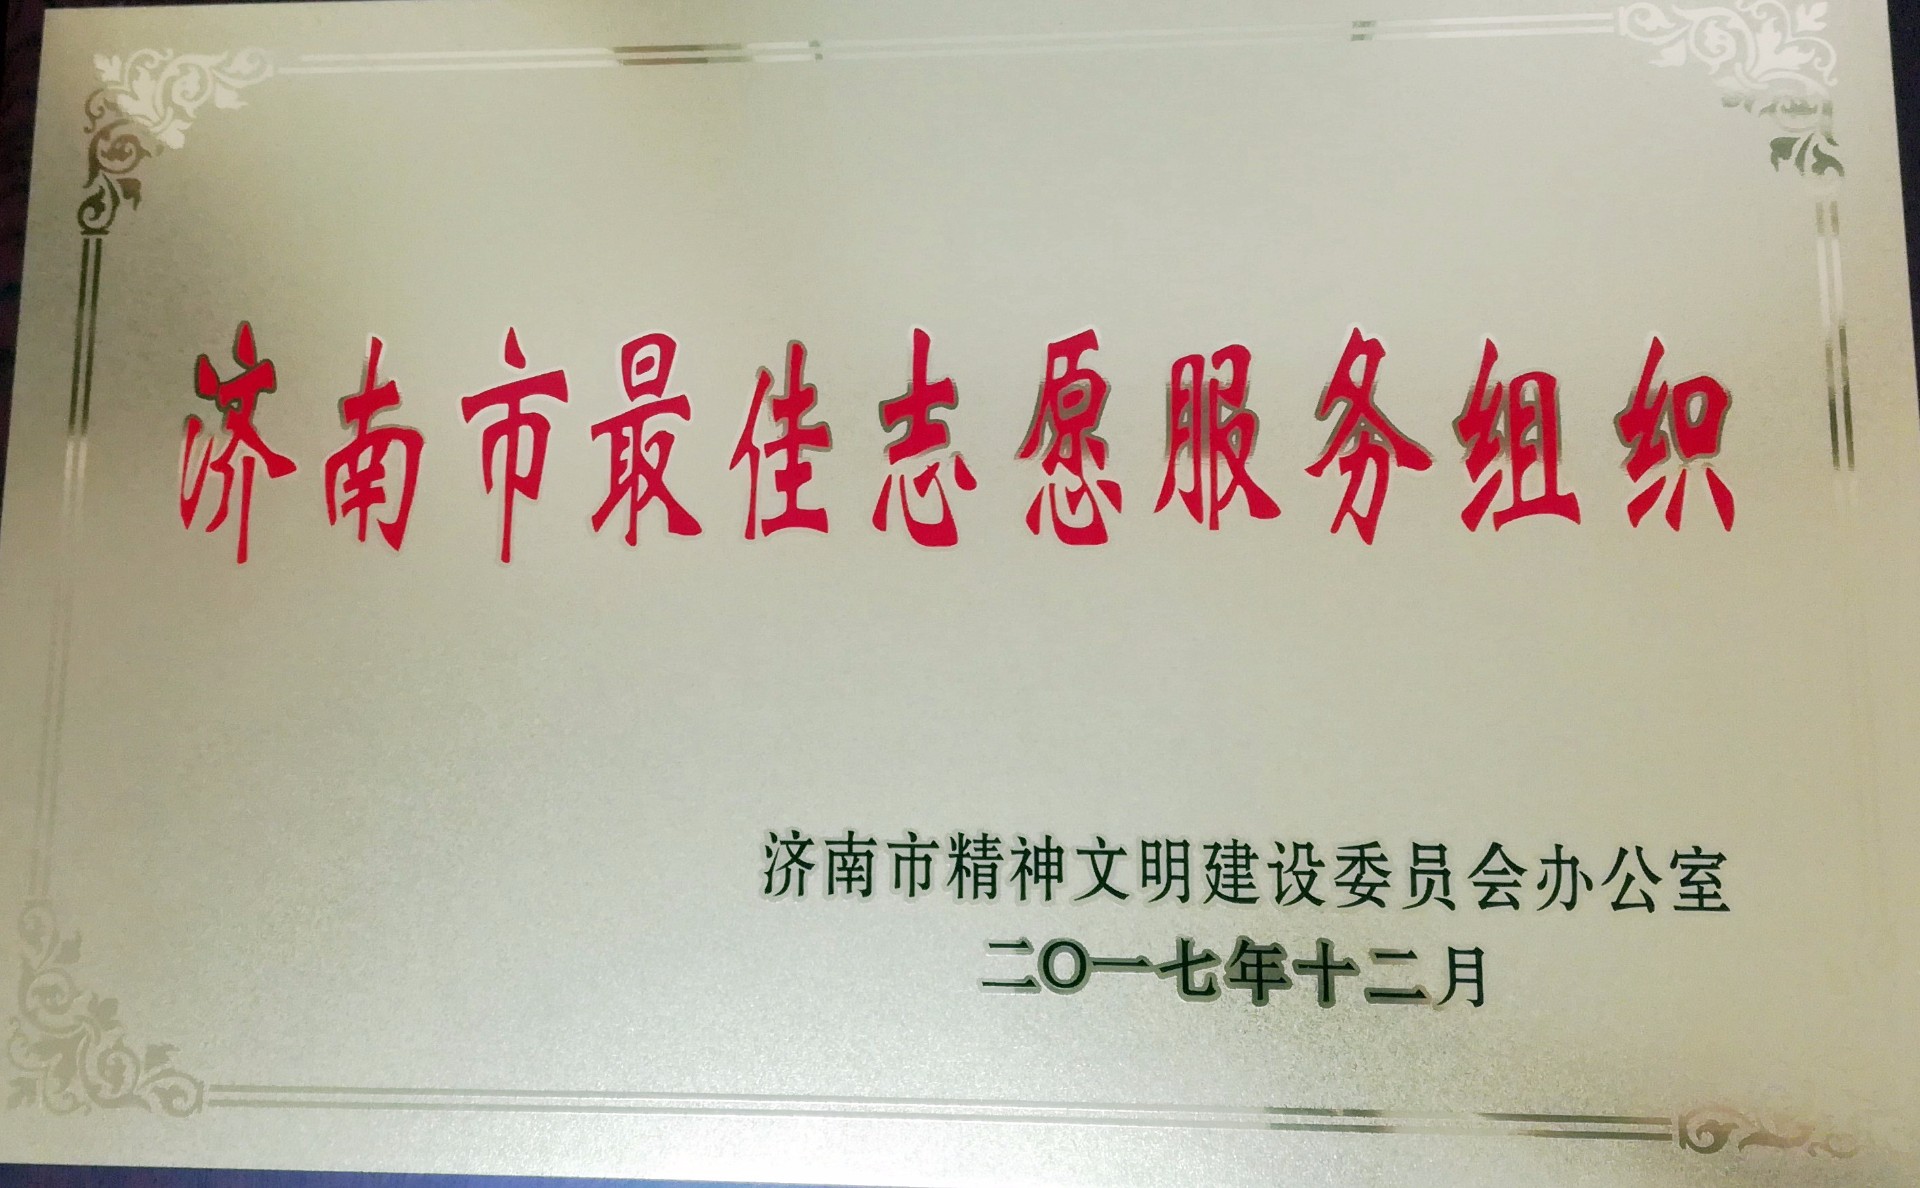 济南市最佳志愿服务组织
济南市精神文明建设委员会办公室
二〇一七年十二月